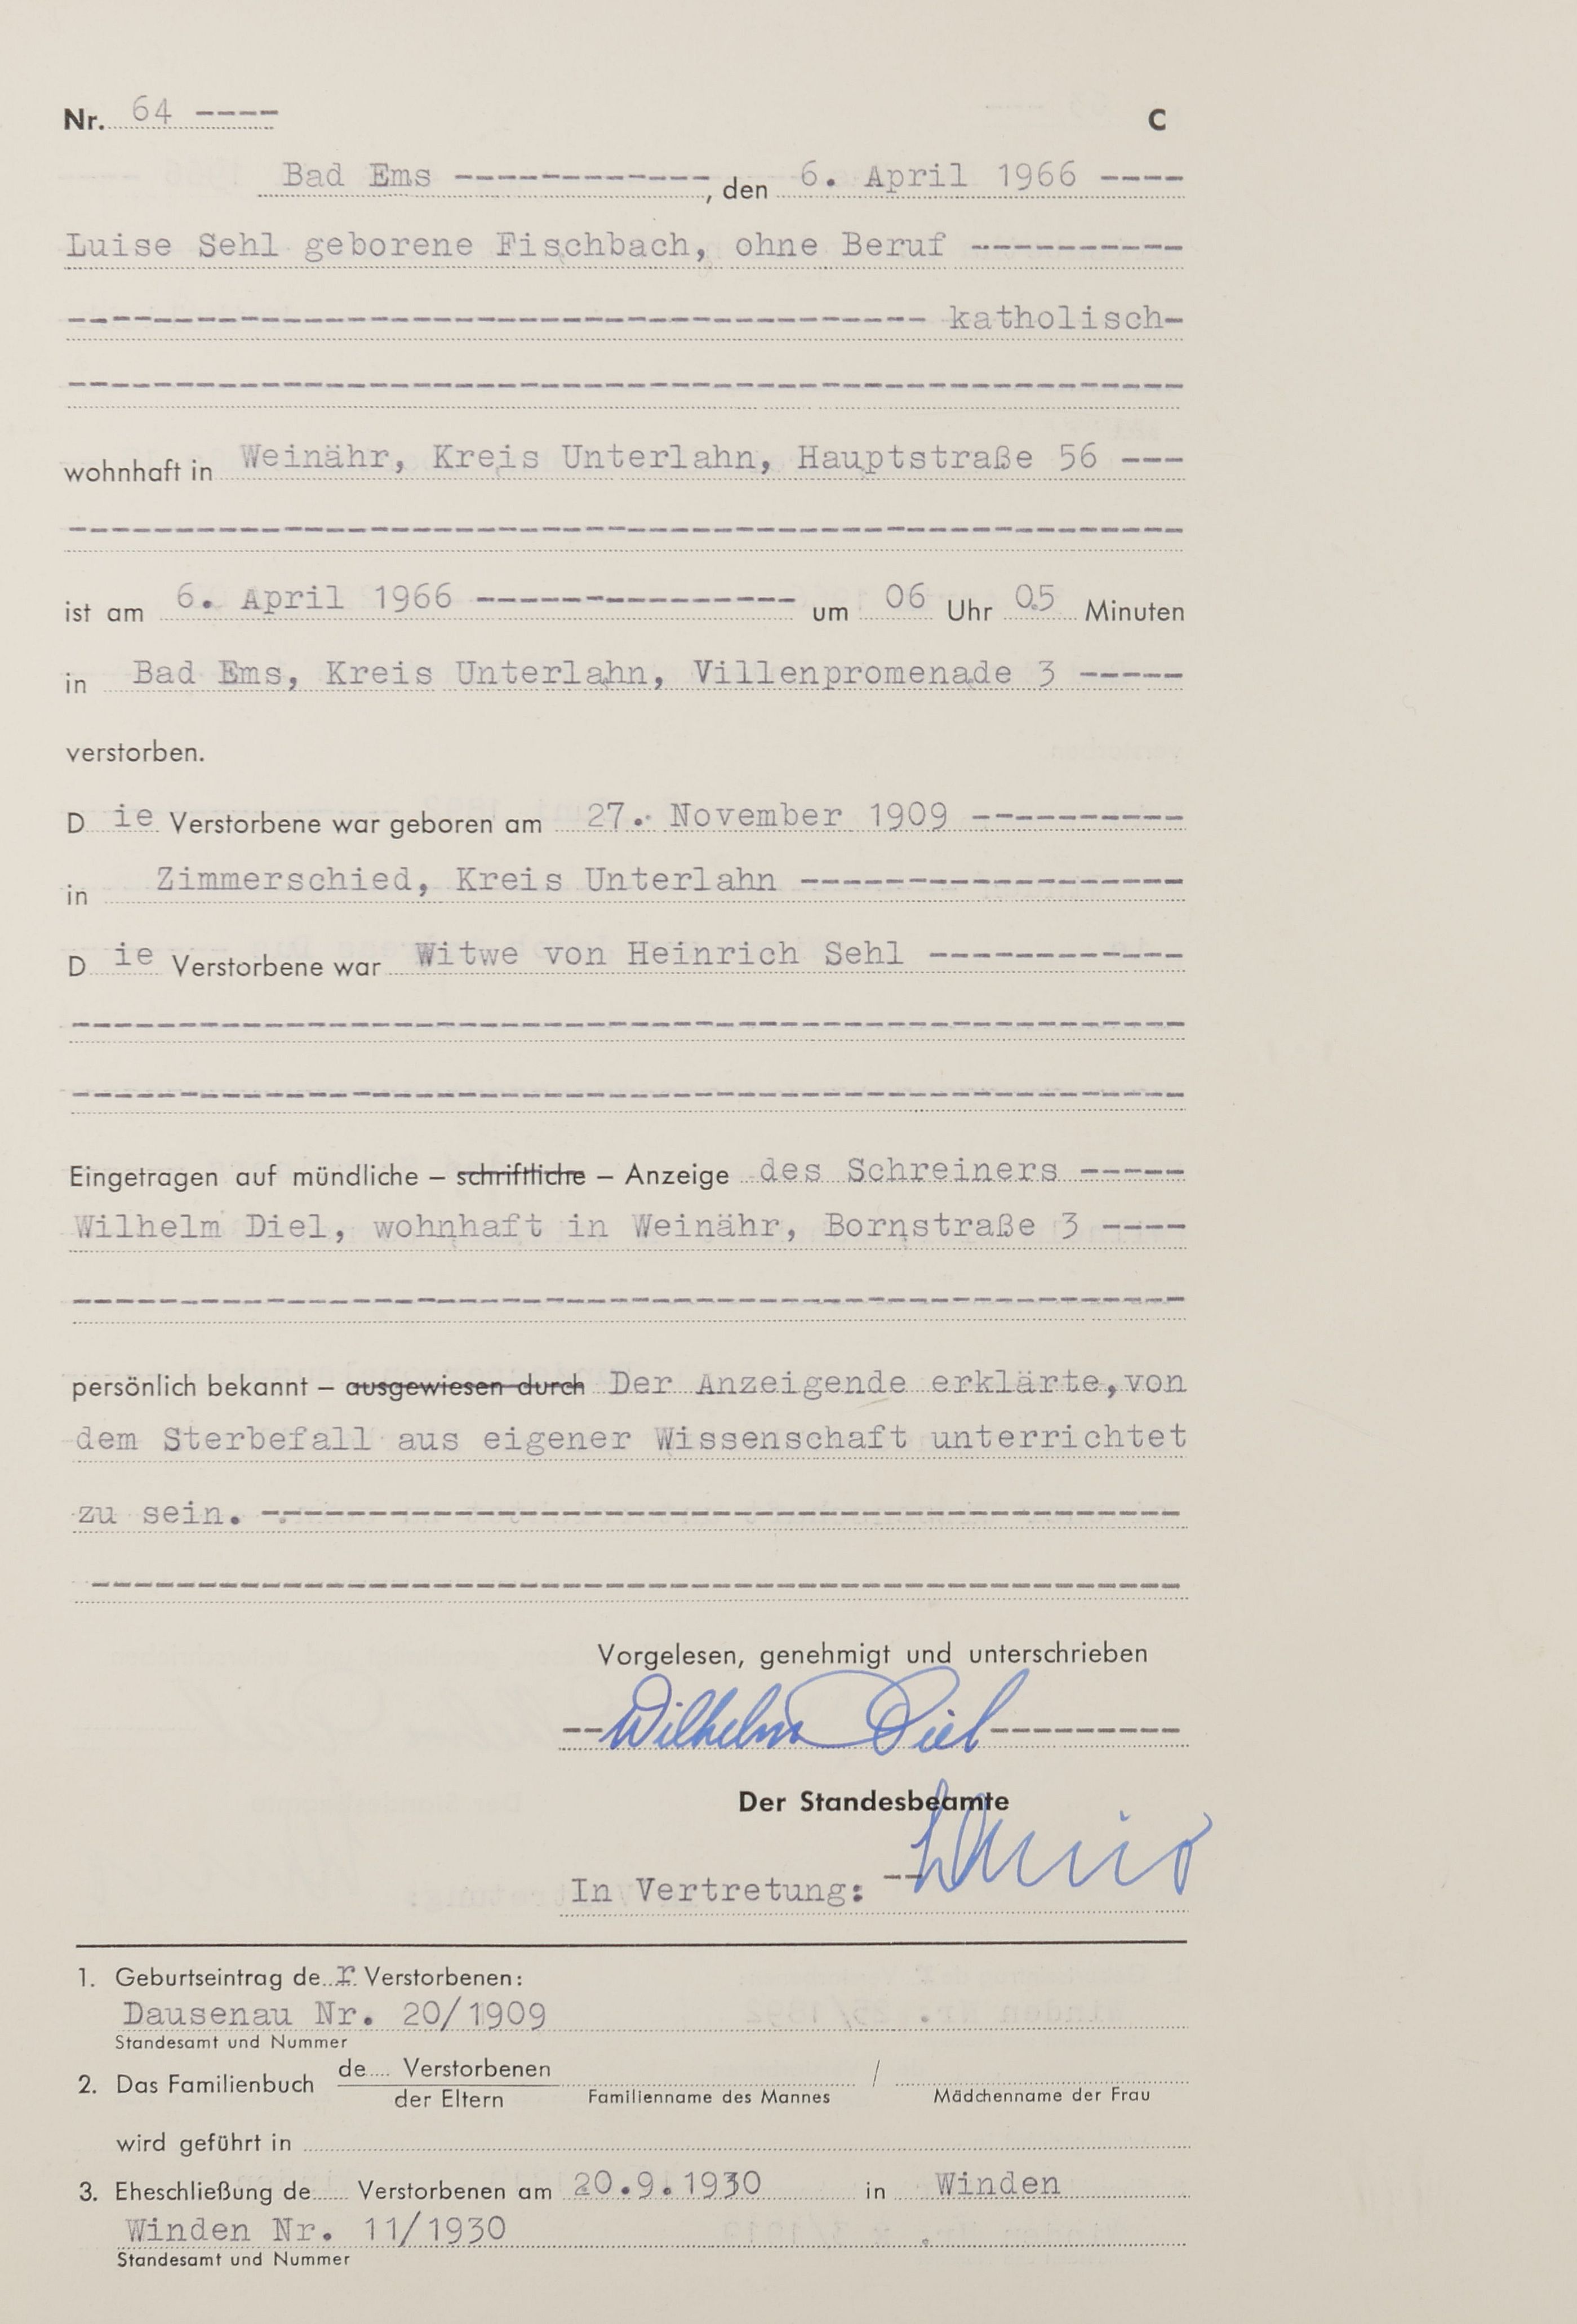 Nr. 64 ---- C
Bad Ems ------------, den 6. April 1966 ----
Luise Sehl geborene Fischbach, ohne Beruf ----------
---------------------------------------- katholisch-
wohnhaft in Weinähr, Kreis Unterlahn, Hauptstraße 56 ---
ist am 6. April 1966 --------------- um 06 Uhr 05 Minuten
in Bad Ems, Kreis Unterlahn, Villenpromenade 3 -----
verstorben.
D ie Verstorbene war geboren am 27. November 1909 ----------
in Zimmerschied, Kreis Unterlahn ------------------
D ie Verstorbene war Witwe von Heinrich Sehl ------------
Eingetragen auf mündliche – schriftliche – Anzeige des Schreiners -----
Wilhelm Diel, wohnhaft in Weinähr, Bornstraße 3 ----
persönlich bekannt – ausgewiesen durch Der Anzeigende erklärte,von
dem Sterbefall aus eigener Wissenschaft unterrichtet
zu sein. -------------------------------------------
Vorgelesen, genehmigt und unterschrieben
--Wilhelm Diel---------
Der Standesbeamte
In Vertretung: --
1. Geburtseintrag de r Verstorbenen:
Dausenau Nr. 20/1909
Standesamt und Nummer
2. Das Familienbuch de.... Verstorbenen /
der Eltern Familienname des Mannes Mädchenname der Frau
wird geführt in
3. Eheschließung de...... Verstorbenen am 20.9.1930 in Winden
Winden Nr. 11/1930
Standesamt und Nummer